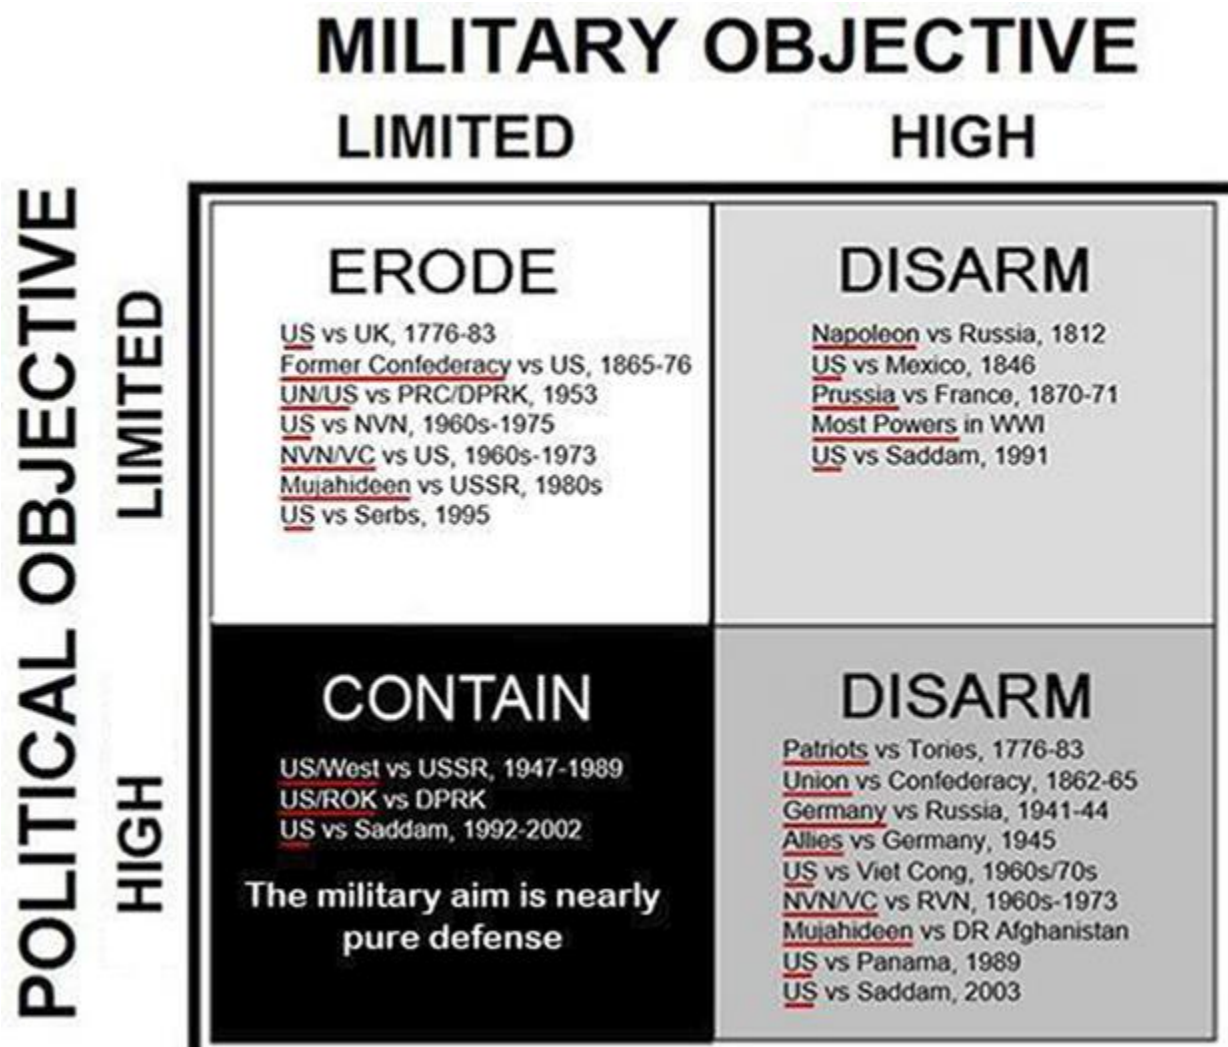 MILITARY OBJECTIVE
LIMITED
HIGH
POLITICAL OBJECTIVE
LIMITED
ERODE
US vs UK, 1776-83
Former Confederacy vs US, 1865-76
UN/US vs PRC/DPRK, 1953
US vs NVN, 1960s-1975
NVN/VC vs US, 1960s-1973
Mujahideen vs USSR, 1980s
US vs Serbs, 1995
DISARM
Napoleon vs Russia, 1812
US vs Mexico, 1846
Prussia vs France, 1870-71
Most Powers in WWI
US vs Saddam, 1991
HIGH
CONTAIN
US/West vs USSR, 1947-1989
US/ROK vs DPRK
US vs Saddam, 1992-2002
The military aim is nearly
pure defense
DISARM
Patriots vs Tories, 1776-83
Union vs Confederacy, 1862-65
Germany vs Russia, 1941-44
Allies vs Germany, 1945
US vs Viet Cong, 1960s/70s
NVN/VC vs RVN, 1960s-1973
Mujahideen vs DR Afghanistan
US vs Panama, 1989
US vs Saddam, 2003